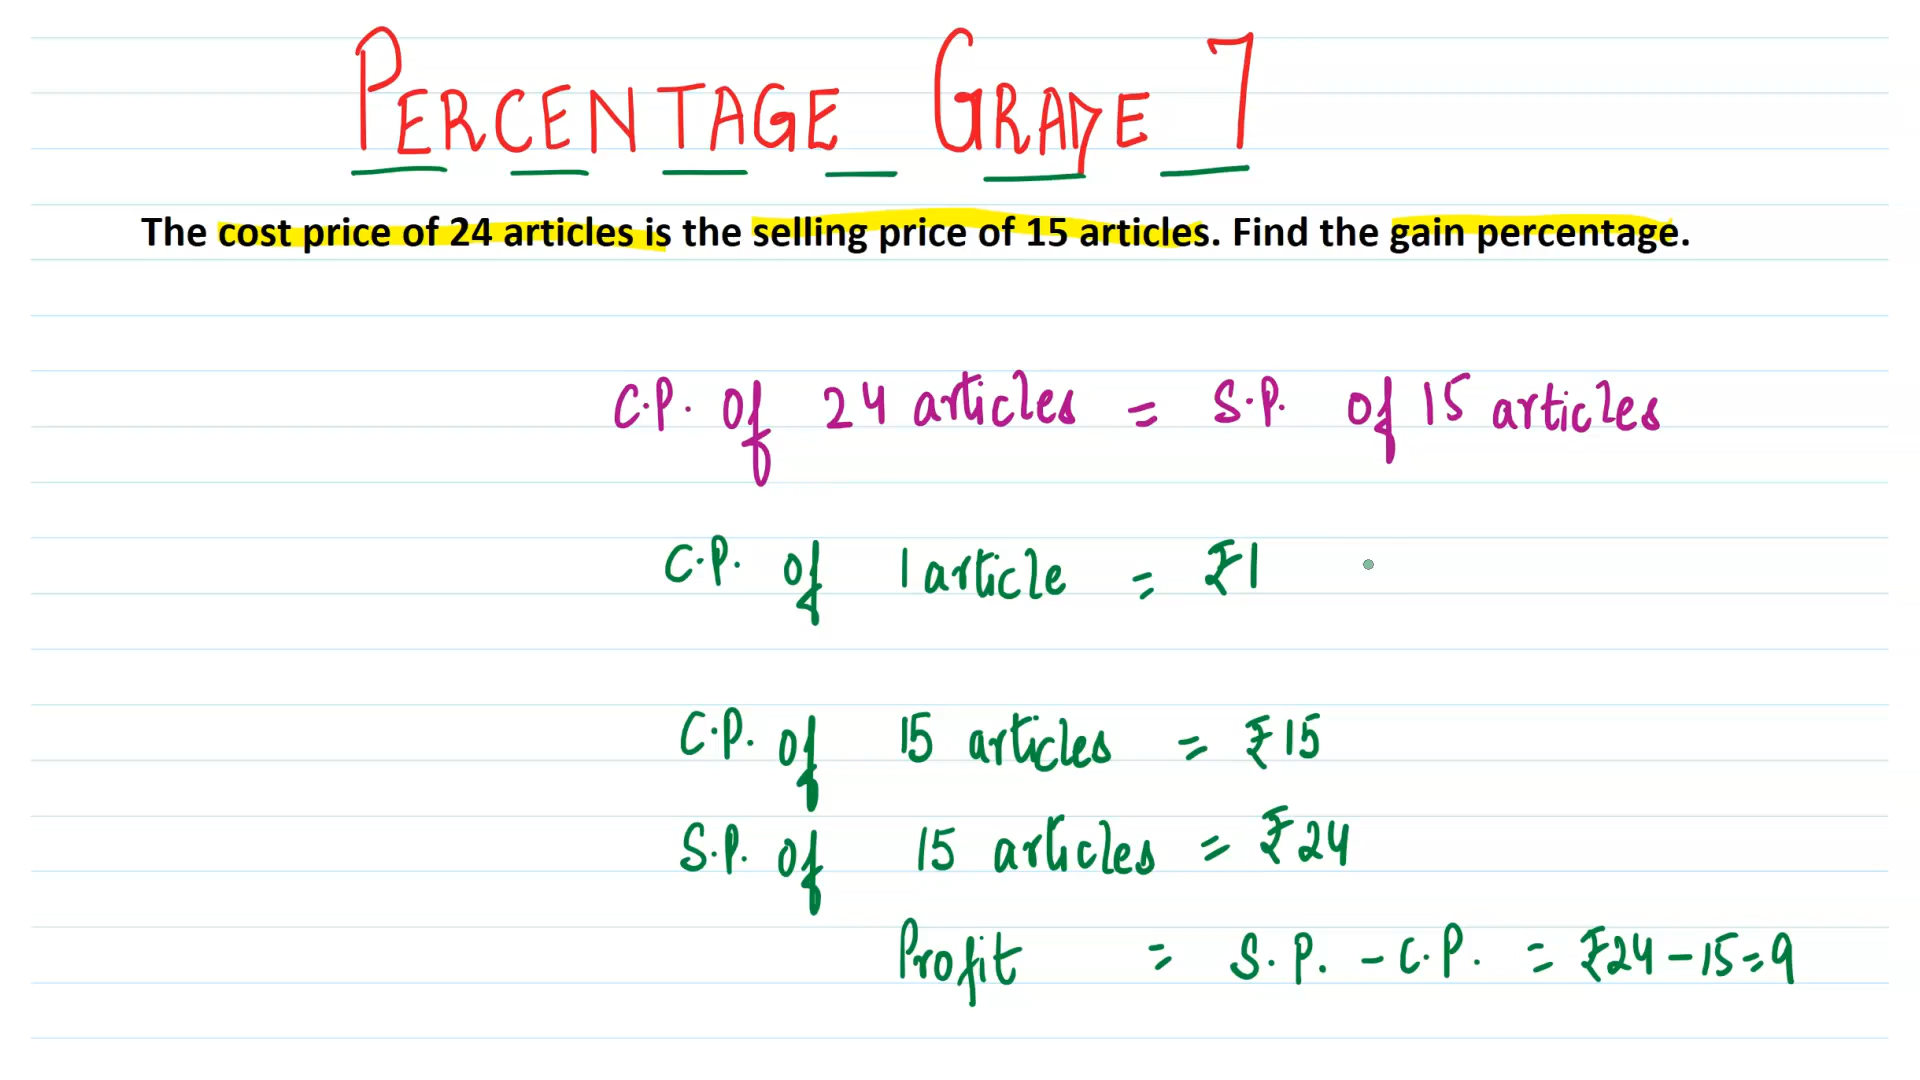 PERCENTAGE GRADE 7
The cost price of 24 articles is the selling price of 15 articles. Find the gain percentage.
C.P. of 24 articles = S.P. of 15 articles
C.P. of 1 article = ₹1
C.P. of 15 articles = ₹15
S.P. of 15 articles = ₹24
Profit = S.P. - C.P. = ₹24 - 15 = 9